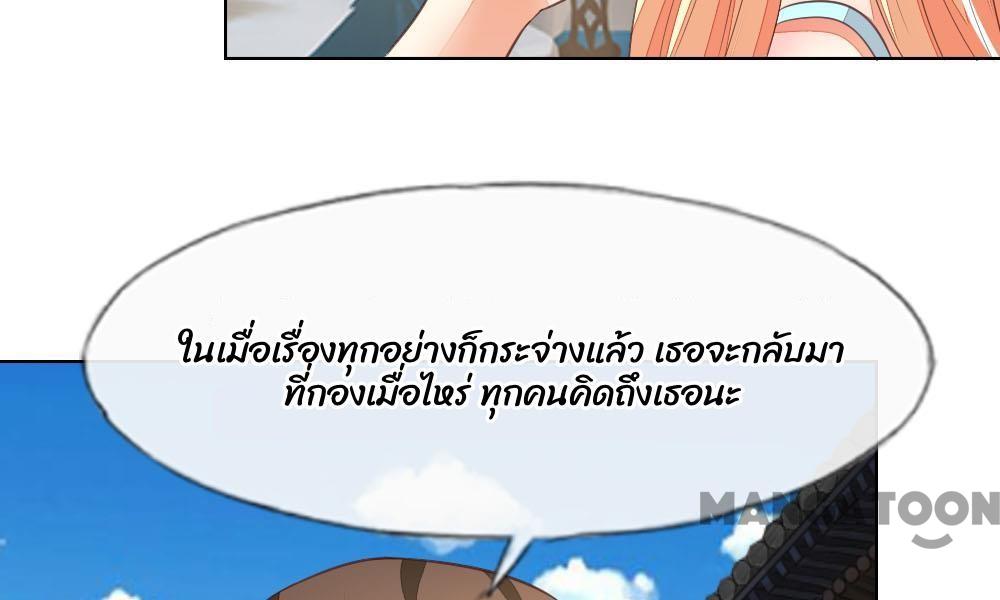 ในเมื่อเรื่องทุกอย่างก็กระจ่างแล้ว เธอจะกลับมา
ที่กองเมื่อไหร่ ทุกคนคิดถึงเธอนะ